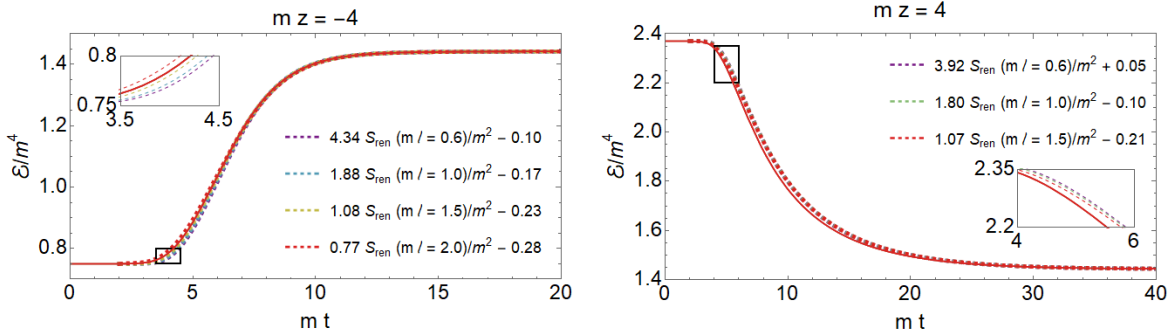 m z = −4
ℰ/m⁴
1.4
1.2
1.0
0.8
0 5 10 15 20
m t
0.8
0.75
3.5 4.5
4.34 S_ren (m / = 0.6)/m² − 0.10
1.88 S_ren (m / = 1.0)/m² − 0.17
1.08 S_ren (m / = 1.5)/m² − 0.23
0.77 S_ren (m / = 2.0)/m² − 0.28
m z = 4
ℰ/m⁴
2.4
2.2
2.0
1.8
1.6
1.4
0 10 20 30 40
m t
3.92 S_ren (m / = 0.6)/m² + 0.05
1.80 S_ren (m / = 1.0)/m² − 0.10
1.07 S_ren (m / = 1.5)/m² − 0.21
2.35
2.2
4 6